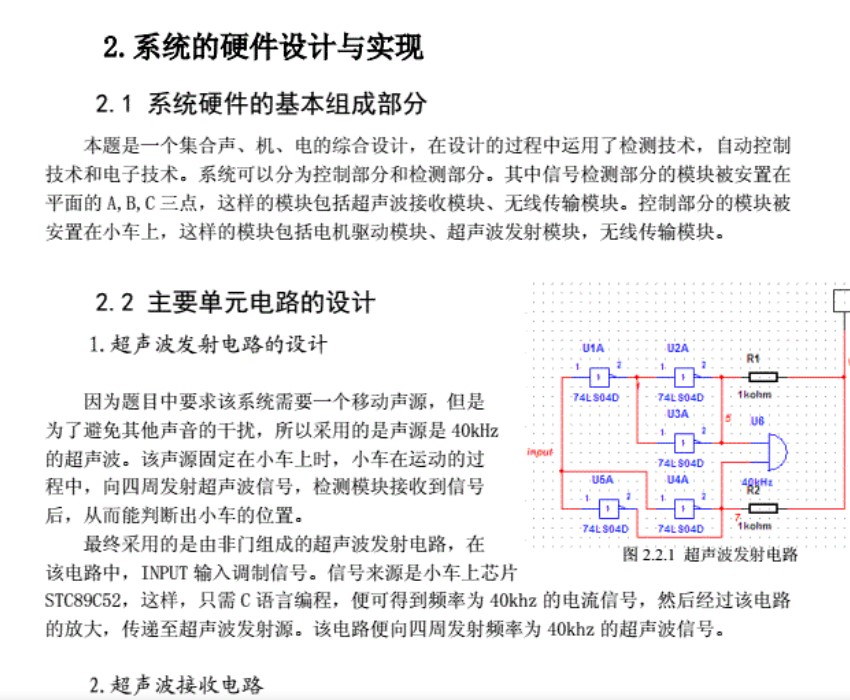 2.系统的硬件设计与实现
2.1 系统硬件的基本组成部分
本题是一个集合声、机、电的综合设计，在设计的过程中运用了检测技术，自动控制
技术和电子技术。系统可以分为控制部分和检测部分。其中信号检测部分的模块被安置在
平面的 A,B,C 三点，这样的模块包括超声波接收模块、无线传输模块。控制部分的模块被
安置在小车上，这样的模块包括电机驱动模块、超声波发射模块，无线传输模块。
2.2 主要单元电路的设计
1.超声波发射电路的设计
因为题目中要求该系统需要一个移动声源，但是
为了避免其他声音的干扰，所以采用的是声源是 40kHz
的超声波。该声源固定在小车上时，小车在运动的过
程中，向四周发射超声波信号，检测模块接收到信号
后，从而能判断出小车的位置。
最终采用的是由非门组成的超声波发射电路，在
该电路中，INPUT 输入调制信号。信号来源是小车上芯片
STC89C52，这样，只需 C 语言编程，便可得到频率为 40khz 的电流信号，然后经过该电路
的放大，传递至超声波发射源。该电路便向四周发射频率为 40khz 的超声波信号。
U1A
1 1 2
74LS04D
U2A
1 1 2
74LS04D
R1
1kohm
U3A
1 1 2
74LS04D
5
U6
40kHz
input
U5A
1 1 2
74LS04D
U4A
1 1 2
74LS04D
7
R2
1kohm
图 2.2.1 超声波发射电路
2.超声波接收电路